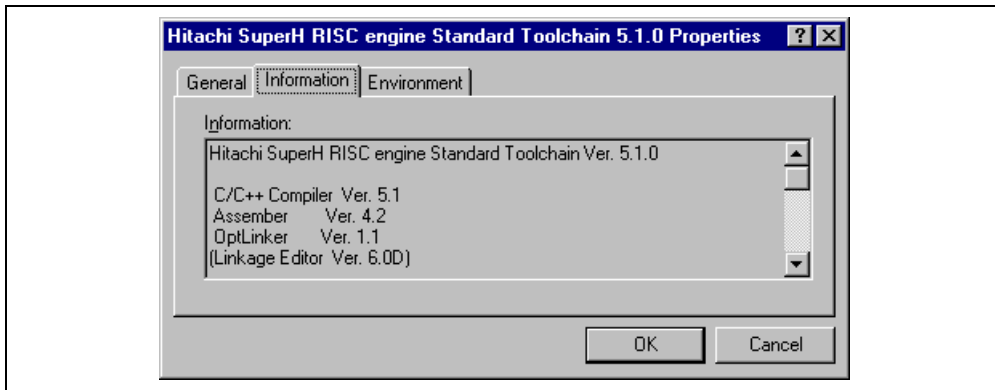 Hitachi SuperH RISC engine Standard Toolchain 5.1.0 Properties
General Information Environment
Information:
Hitachi SuperH RISC engine Standard Toolchain Ver. 5.1.0
C/C++ Compiler Ver. 5.1
Assember Ver. 4.2
OptLinker Ver. 1.1
(Linkage Editor Ver. 6.0D)
OK Cancel